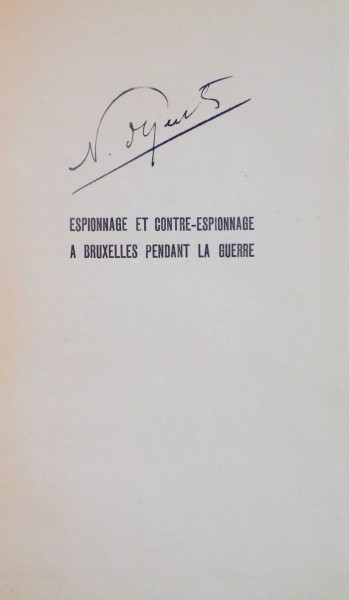 N.
ESPIONNAGE ET CONTRE-ESPIONNAGE
A BRUXELLES PENDANT LA GUERRE